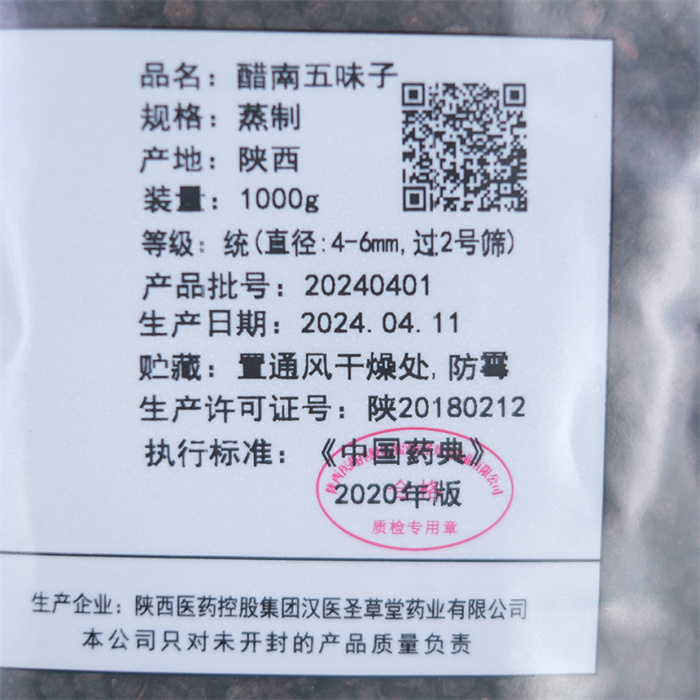 品名：醋南五味子
规格：蒸制
产地：陕西
装量：1000g
等级：统(直径:4-6mm,过2号筛)
产品批号：20240401
生产日期：2024.04.11
贮藏：置通风干燥处,防霉
生产许可证号：陕20180212
执行标准：《中国药典》
2020年版
合格
质检专用章
生产企业：陕西医药控股集团汉医圣草堂药业有限公司
本公司只对未开封的产品质量负责